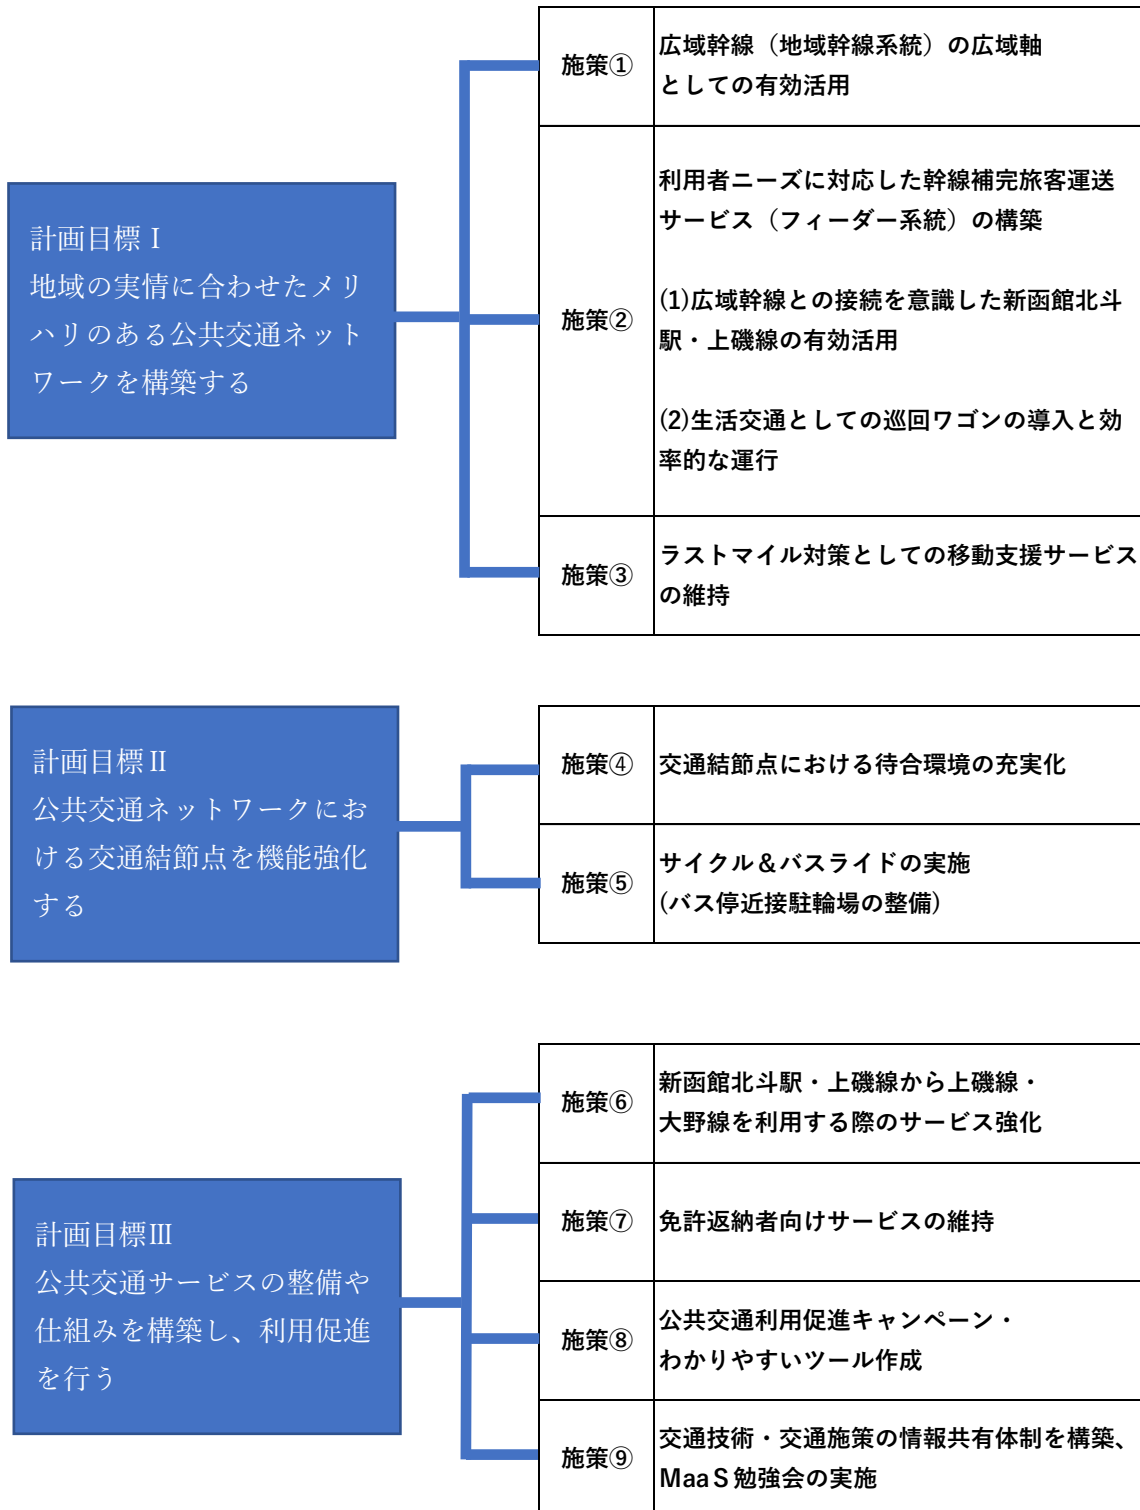 計画目標Ⅰ
地域の実情に合わせたメリ
ハリのある公共交通ネット
ワークを構築する
施策①
広域幹線（地域幹線系統）の広域軸
としての有効活用
施策②
利用者ニーズに対応した幹線補完旅客運送
サービス（フィーダー系統）の構築
(1)広域幹線との接続を意識した新函館北斗
駅・上磯線の有効活用
(2)生活交通としての巡回ワゴンの導入と効
率的な運行
施策③
ラストマイル対策としての移動支援サービス
の維持
計画目標Ⅱ
公共交通ネットワークにお
ける交通結節点を機能強化
する
施策④
交通結節点における待合環境の充実化
施策⑤
サイクル＆バスライドの実施
(バス停近接駐輪場の整備)
計画目標Ⅲ
公共交通サービスの整備や
仕組みを構築し、利用促進
を行う
施策⑥
新函館北斗駅・上磯線から上磯線・
大野線を利用する際のサービス強化
施策⑦
免許返納者向けサービスの維持
施策⑧
公共交通利用促進キャンペーン・
わかりやすいツール作成
施策⑨
交通技術・交通施策の情報共有体制を構築、
MaaＳ勉強会の実施